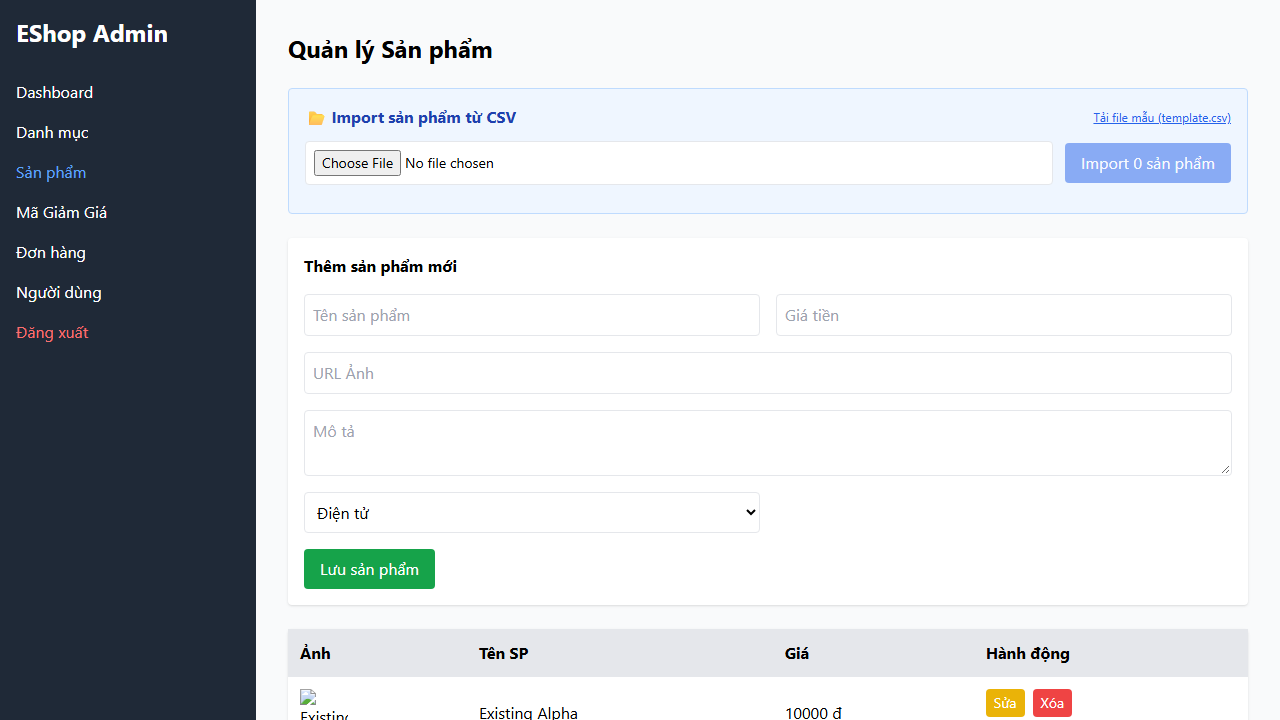 EShop Admin
Dashboard
Danh mục
Sản phẩm
Mã Giảm Giá
Đơn hàng
Người dùng
Đăng xuất
Quản lý Sản phẩm
Import sản phẩm từ CSV
Tải file mẫu (template.csv)
Choose File No file chosen
Import 0 sản phẩm
Thêm sản phẩm mới
Tên sản phẩm
Giá tiền
URL Ảnh
Mô tả
Điện tử
Lưu sản phẩm
Ảnh Tên SP Giá Hành động
Existing Existing Alpha 10000 đ Sửa Xóa